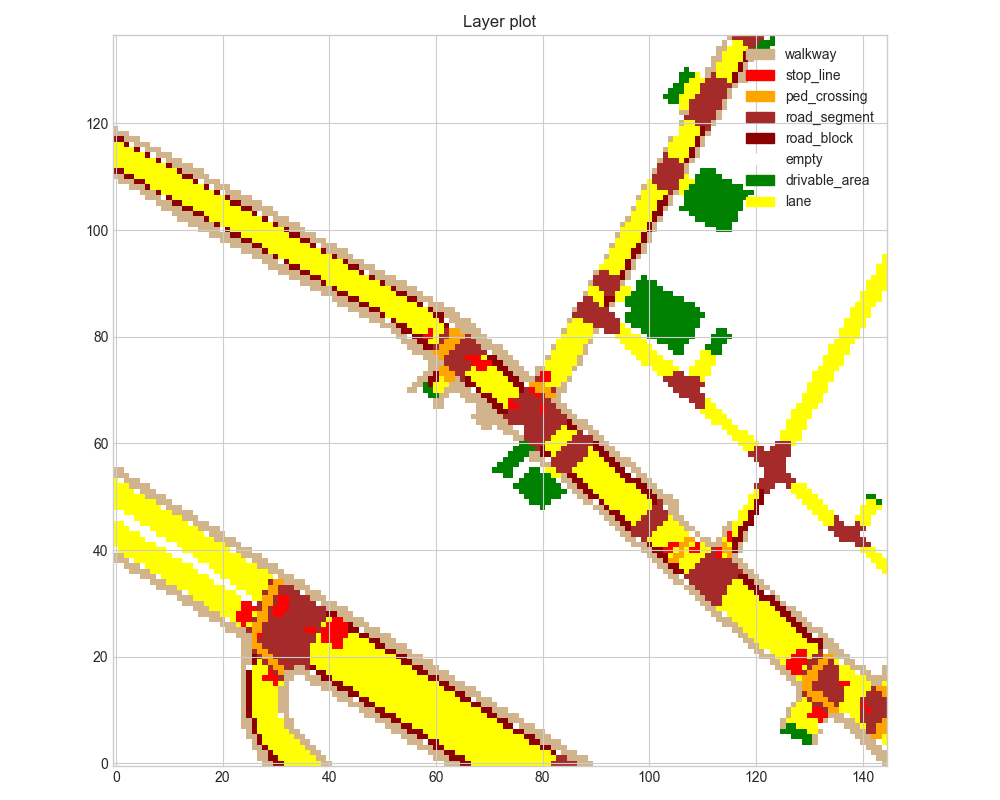 Layer plot
walkway
stop_line
ped_crossing
road_segment
road_block
empty
drivable_area
lane
120
100
80
60
40
20
0
0 20 40 60 80 100 120 140